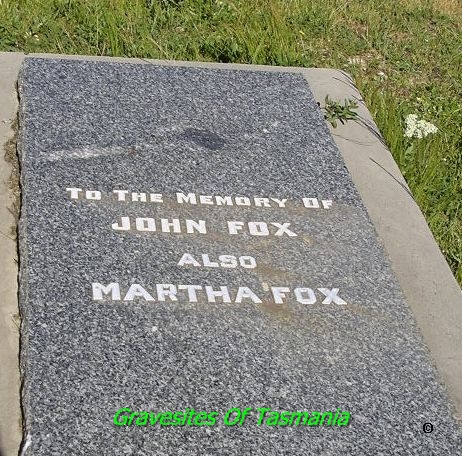 To The Memory Of
JOHN FOX
ALSO
MARTHA FOX
Gravesites Of Tasmania
©